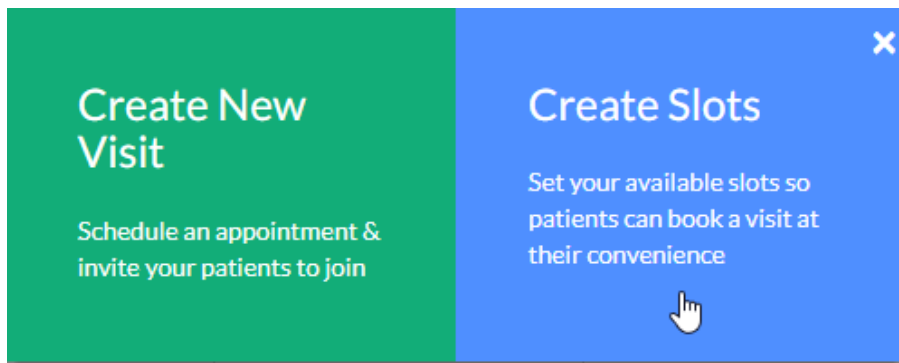 Create New
Visit
Schedule an appointment &
invite your patients to join
Create Slots
Set your available slots so
patients can book a visit at
their convenience